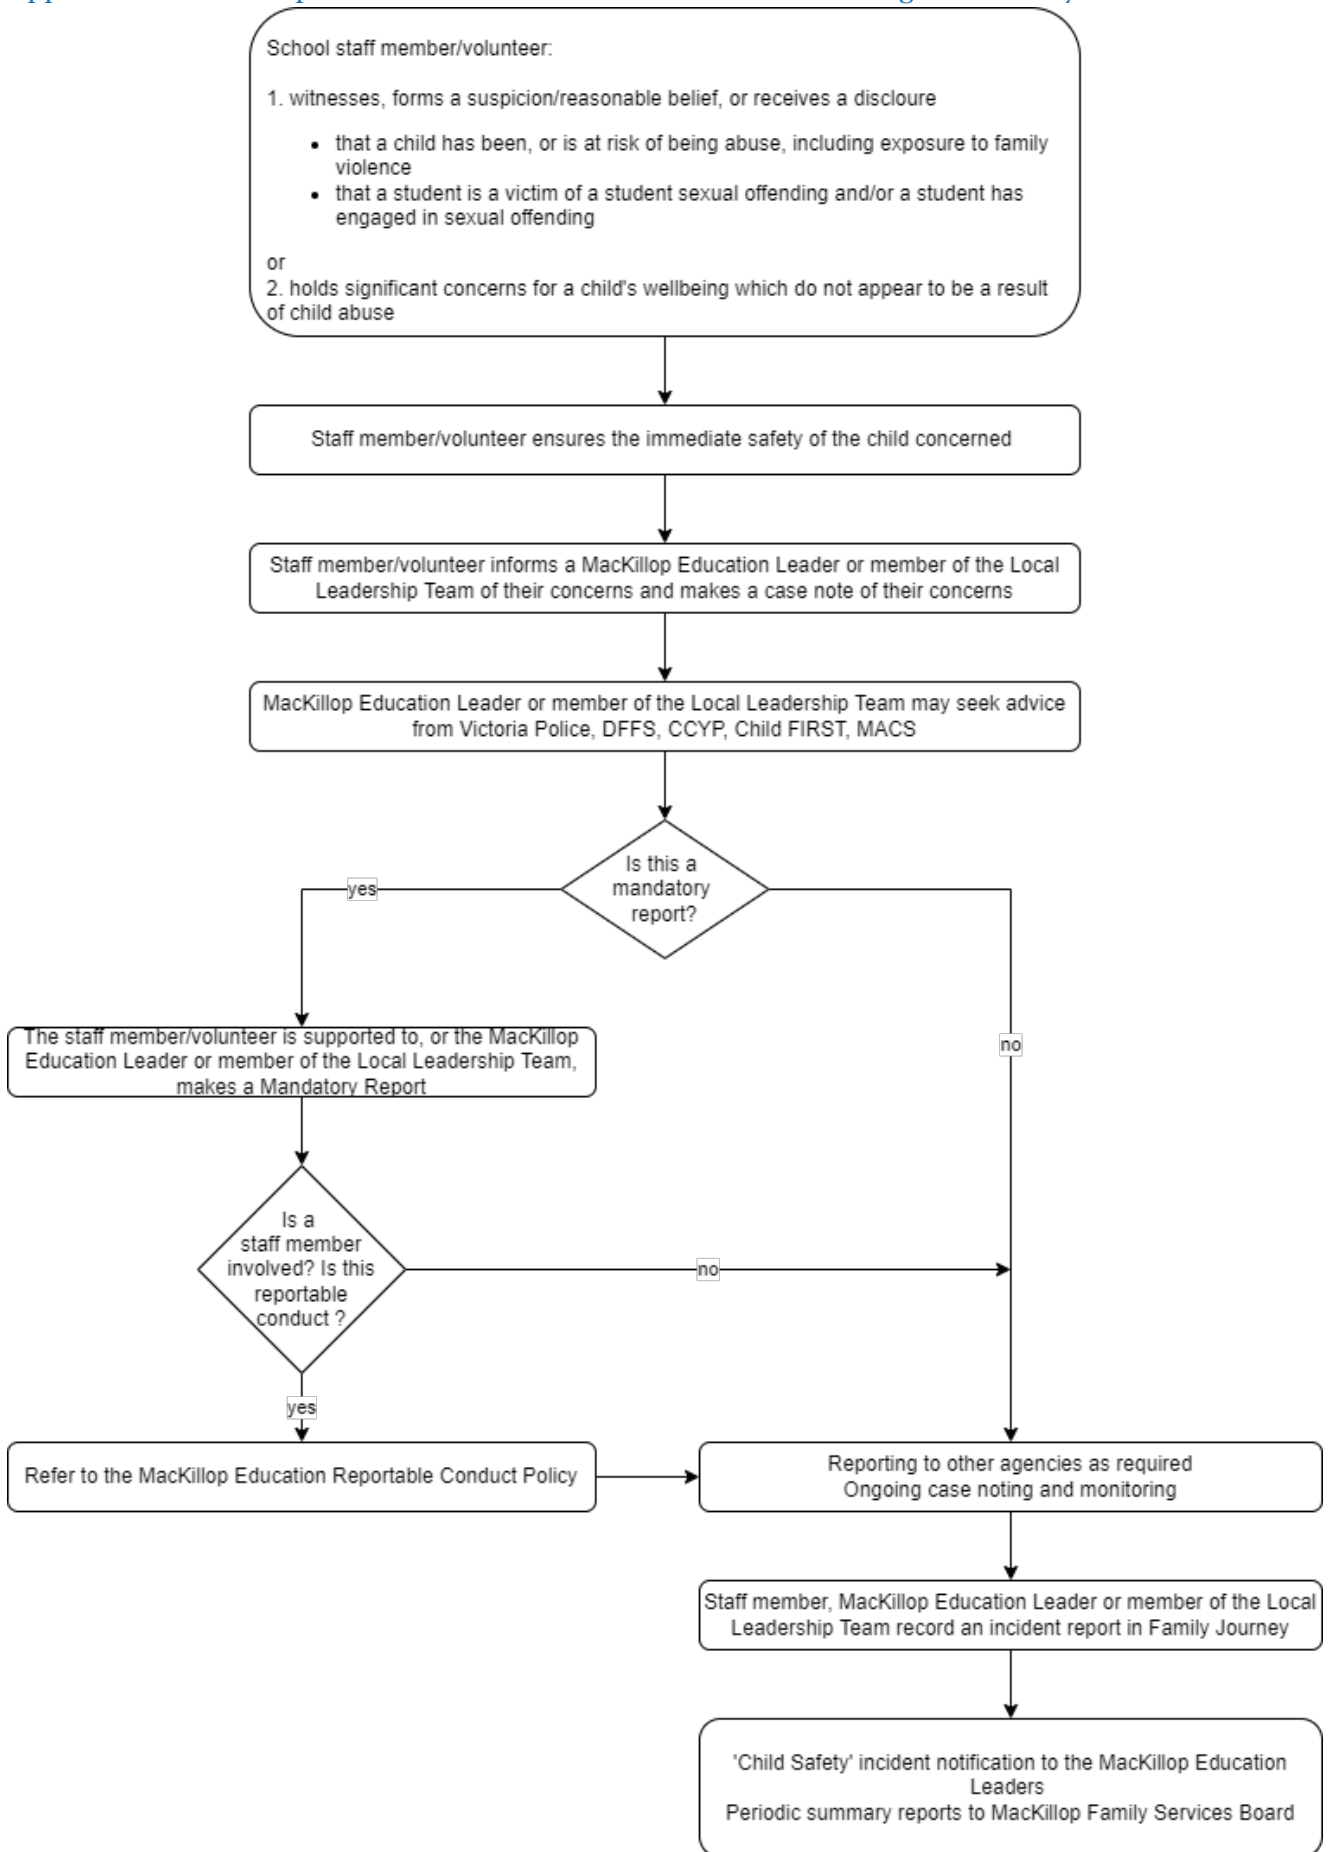 School staff member/volunteer:
1. witnesses, forms a suspicion/reasonable belief, or receives a discloure
• that a child has been, or is at risk of being abuse, including exposure to family
violence
• that a student is a victim of a student sexual offending and/or a student has
engaged in sexual offending
or
2. holds significant concerns for a child's wellbeing which do not appear to be a result
of child abuse
Staff member/volunteer ensures the immediate safety of the child concerned
Staff member/volunteer informs a MacKillop Education Leader or member of the Local
Leadership Team of their concerns and makes a case note of their concerns
MacKillop Education Leader or member of the Local Leadership Team may seek advice
from Victoria Police, DFFS, CCYP, Child FIRST, MACS
Is this a
mandatory
report?
yes
no
The staff member/volunteer is supported to, or the MacKillop
Education Leader or member of the Local Leadership Team,
makes a Mandatory Report
Is a
staff member
involved? Is this
reportable
conduct ?
no
yes
Refer to the MacKillop Education Reportable Conduct Policy
Reporting to other agencies as required
Ongoing case noting and monitoring
Staff member, MacKillop Education Leader or member of the Local
Leadership Team record an incident report in Family Journey
'Child Safety' incident notification to the MacKillop Education
Leaders
Periodic summary reports to MacKillop Family Services Board